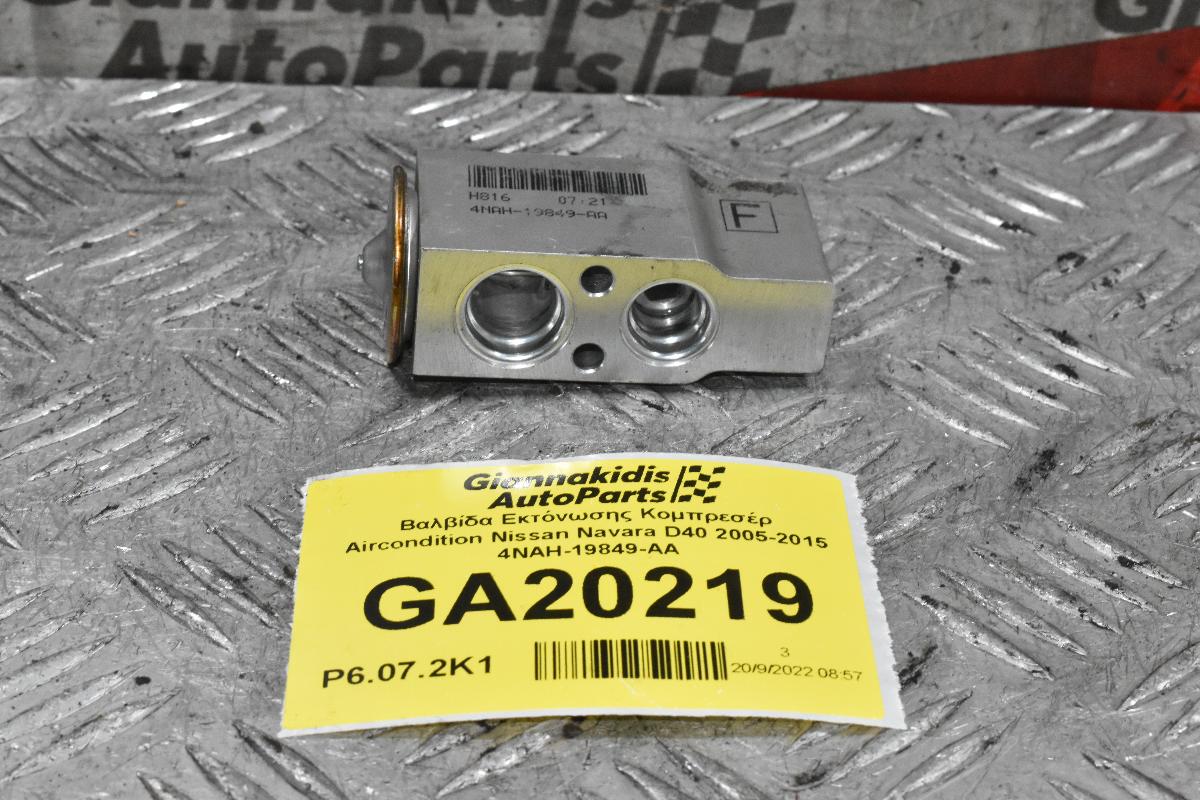 Giannakidis
AutoParts
H816 07:21
4NAH-19849-AA
F
Giannakidis
AutoParts
Βαλβίδα Εκτόνωσης Κομπρεσέρ
Aircondition Nissan Navara D40 2005-2015
4NAH-19849-AA
GA20219
P6.07.2K1
3
20/9/2022 08:57